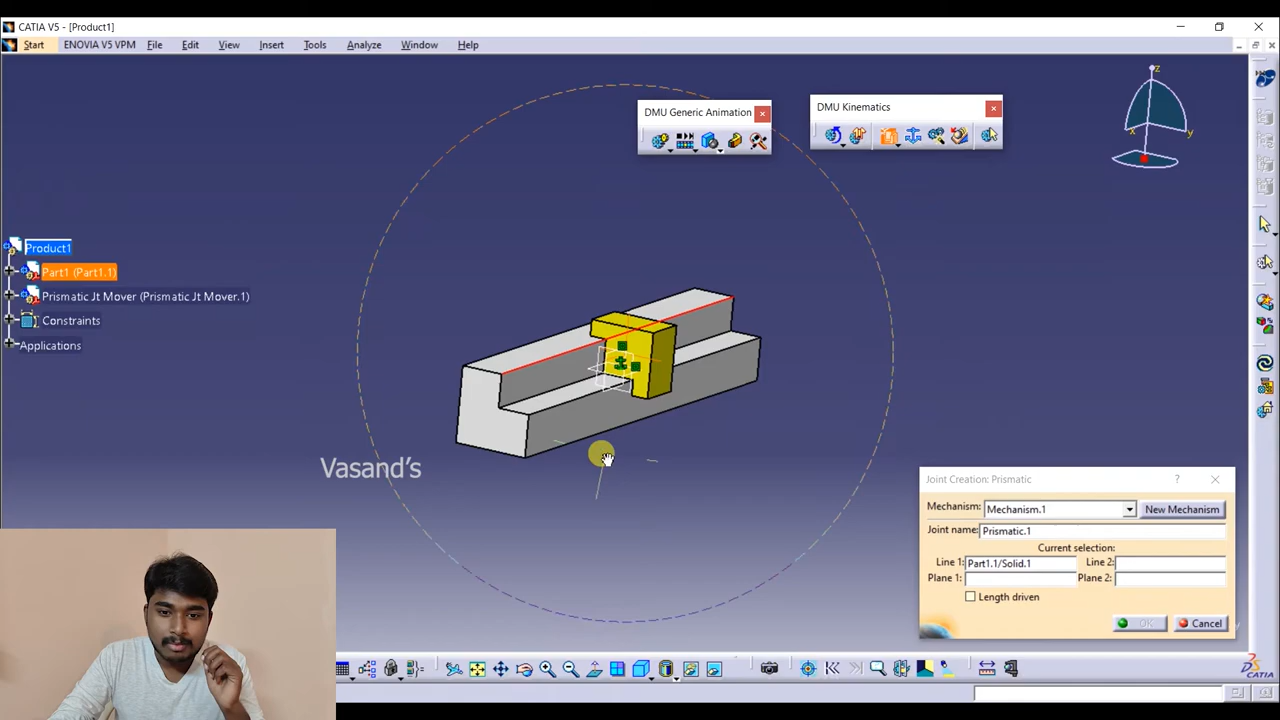 CATIA V5 - [Product1]
Start ENOVIA V5 VPM File Edit View Insert Tools Analyze Window Help
DMU Generic Animation
DMU Kinematics
z
x
y
Product1
Part1 (Part1.1)
Prismatic Jt Mover (Prismatic Jt Mover.1)
Constraints
Applications
Vasand's
Joint Creation: Prismatic
Mechanism: Mechanism.1 New Mechanism
Joint name: Prismatic.1
Current selection:
Line 1: Part1.1/Solid.1 Line 2:
Plane 1: Plane 2:
Length driven
OK Cancel
CATIA